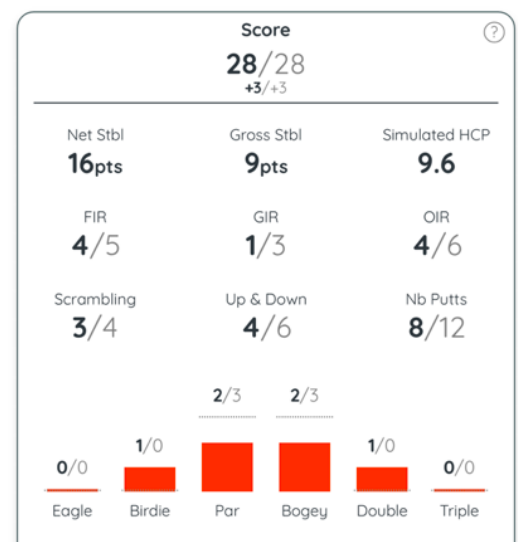 Score
?
28/28
+3/+3
Net Stbl Gross Stbl Simulated HCP
16pts 9pts 9.6
FIR GIR OIR
4/5 1/3 4/6
Scrambling Up & Down Nb Putts
3/4 4/6 8/12
2/3 2/3
1/0 1/0
0/0 0/0
Eagle Birdie Par Bogey Double Triple